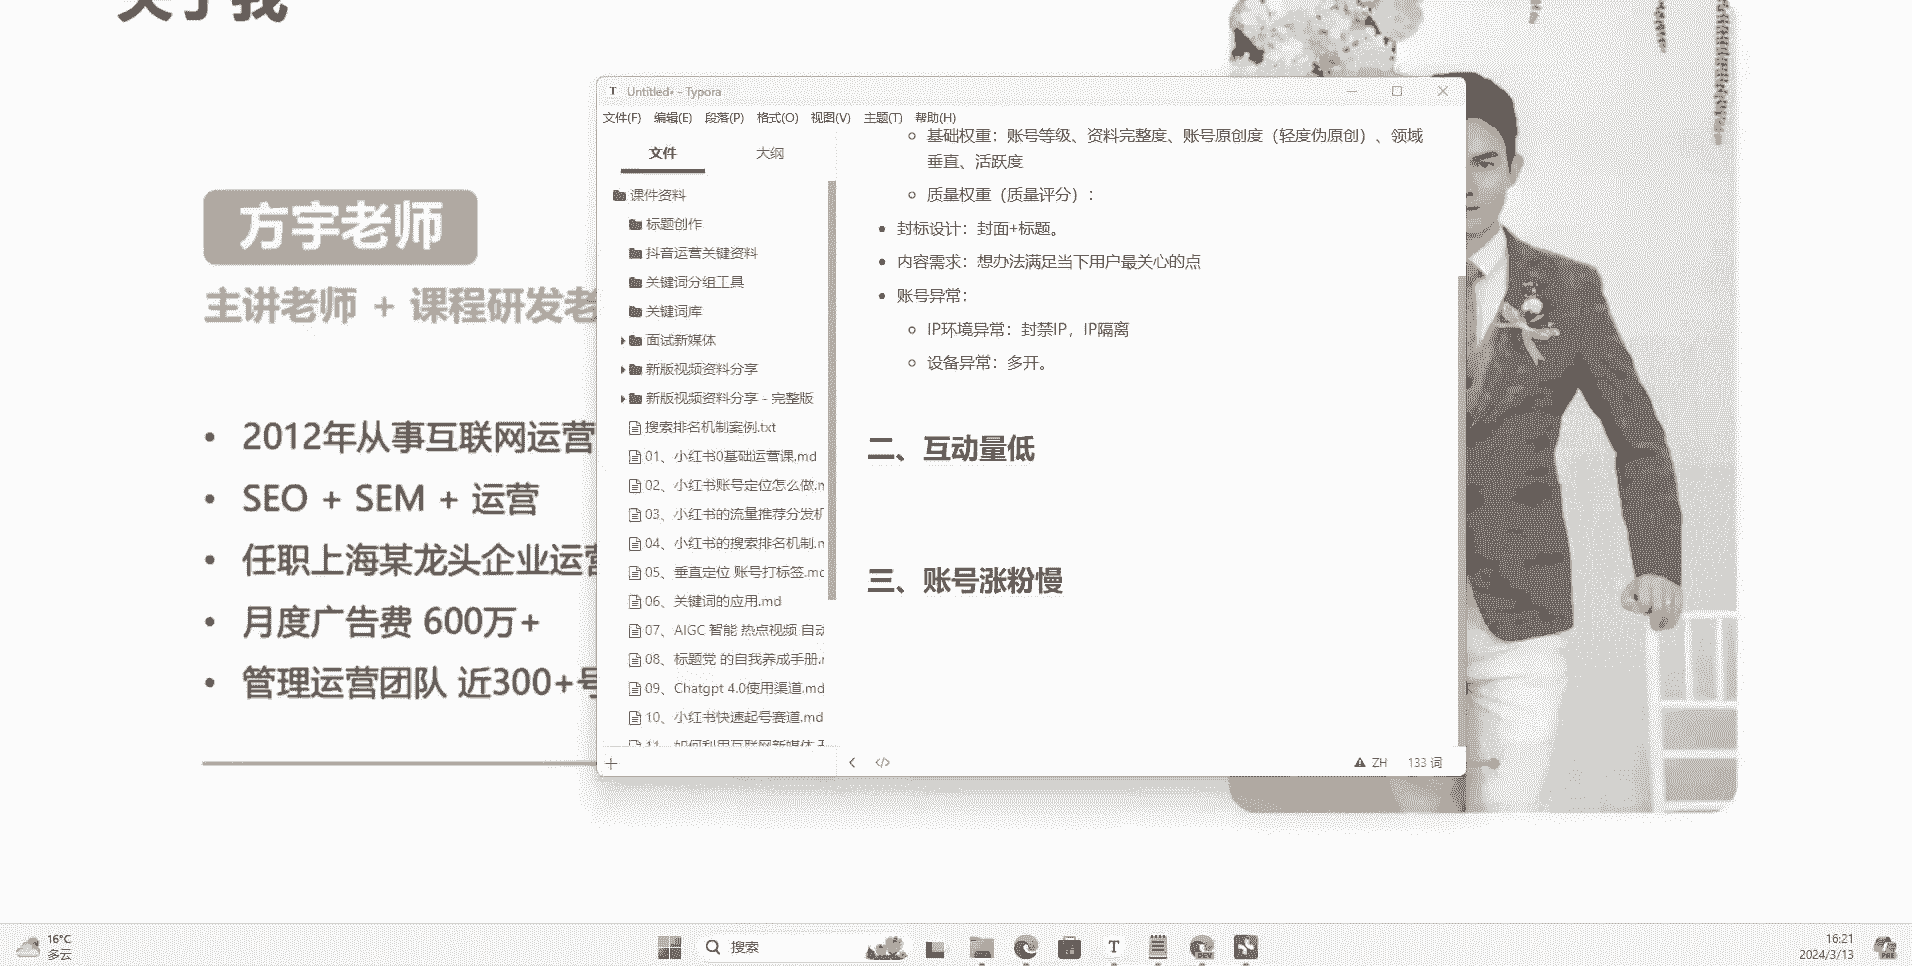 关于我
方宇老师
主讲老师 + 课程研发老
• 2012年从事互联网运营
• SEO + SEM + 运营
• 任职上海某龙头企业运营
• 月度广告费 600万+
• 管理运营团队 近300+号
T Untitled• - Typora
文件(F) 编辑(E) 段落(P) 格式(O) 视图(V) 主题(T) 帮助(H)
文件 大纲
课件资料
标题创作
抖音运营关键资料
关键词分组工具
关键词库
面试新媒体
新版视频资料分享
新版视频资料分享 - 完整版
搜索排名机制案例.txt
01、小红书0基础运营课.md
02、小红书账号定位怎么做.m
03、小红书的流量推荐分发机
04、小红书的搜索排名机制.m
05、垂直定位 账号打标签.md
06、关键词的应用.md
07、AIGC 智能 热点视频 自动
08、标题党 的自我养成手册.m
09、Chatgpt 4.0使用渠道.md
10、小红书快速起号赛道.md
11、如何利用互联网新媒体
基础权重：账号等级、资料完整度、账号原创度（轻度伪原创）、领域
垂直、活跃度
质量权重（质量评分）：
• 封标设计：封面+标题。
• 内容需求：想办法满足当下用户最关心的点
• 账号异常：
IP环境异常：封禁IP，IP隔离
设备异常：多开。
二、互动量低
三、账号涨粉慢
+ < </> ZH 133 词
16°C
多云
搜索
T
DEV
16:21
2024/3/13
PRE